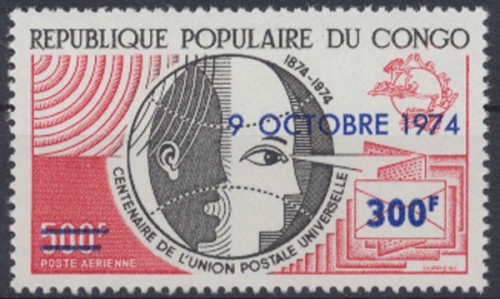 REPUBLIQUE POPULAIRE DU CONGO
1874-1974
9 OCTOBRE 1974
CENTENAIRE DE L'UNION POSTALE UNIVERSELLE
300F
500F
POSTE AERIENNE